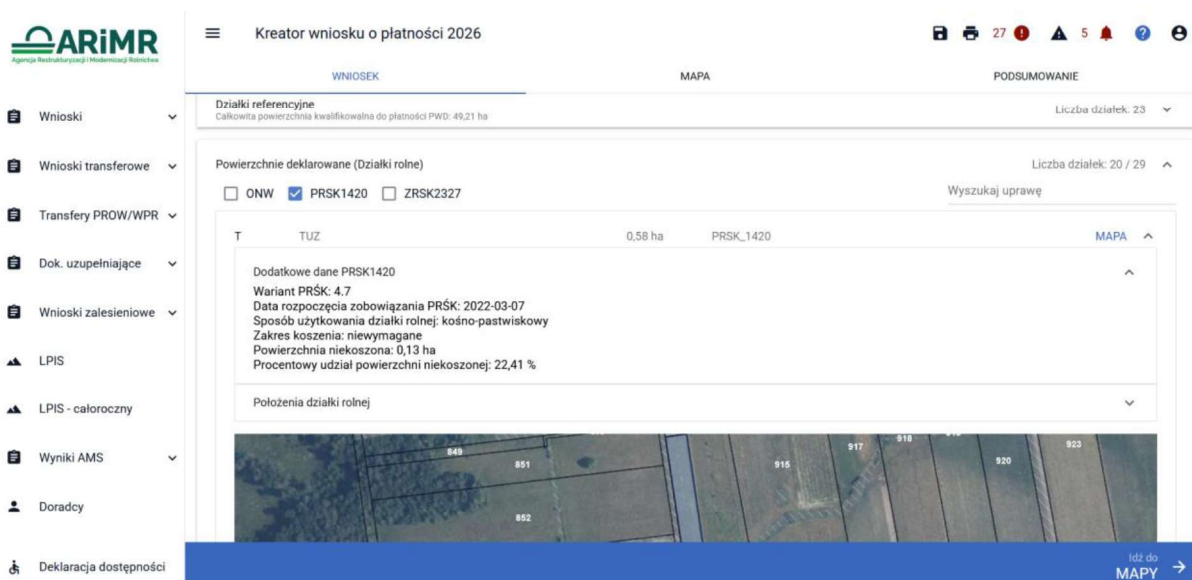 ARiMR
Agencja Restrukturyzacji i Modernizacji Rolnictwa
Kreator wniosku o płatności 2026
27
5
WNIOSEK
MAPA
PODSUMOWANIE
Wnioski
Wnioski transferowe
Transfery PROW/WPR
Dok. uzupełniające
Wnioski zalesieniowe
LPIS
LPIS - całoroczny
Wyniki AMS
Doradcy
Deklaracja dostępności
Działki referencyjne
Liczba działek: 23
Całkowita powierzchnia kwalifikowalna do płatności PWD: 49,21 ha
Powierzchnie deklarowane (Działki rolne)
Liczba działek: 20 / 29
ONW
PRSK1420
ZRSK2327
Wyszukaj uprawę
T
TUZ
0,58 ha
PRSK_1420
MAPA
Dodatkowe dane PRSK1420
Wariant PRŚK: 4.7
Data rozpoczęcia zobowiązania PRŚK: 2022-03-07
Sposób użytkowania działki rolnej: kośno-pastwiskowy
Zakres koszenia: niewymagane
Powierzchnia niekoszona: 0,13 ha
Procentowy udział powierzchni niekoszonej: 22,41 %
Położenia działki rolnej
849
851
852
915
917
918
920
923
Idź do
MAPY